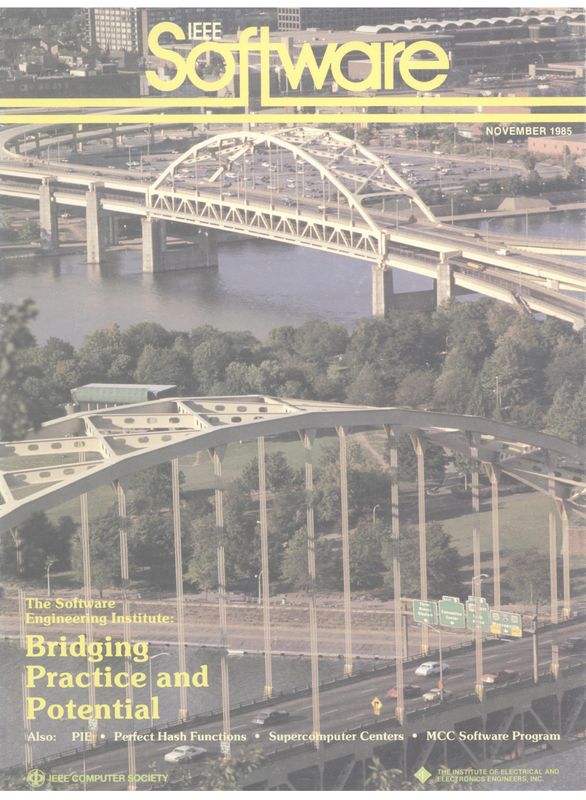 IEEE
Software
NOVEMBER 1985
The Software
Engineering Institute:
Bridging
Practice and
Potential
Also: PIE • Perfect Hash Functions • Supercomputer Centers • MCC Software Program
IEEE COMPUTER SOCIETY
THE INSTITUTE OF ELECTRICAL AND
ELECTRONICS ENGINEERS, INC.